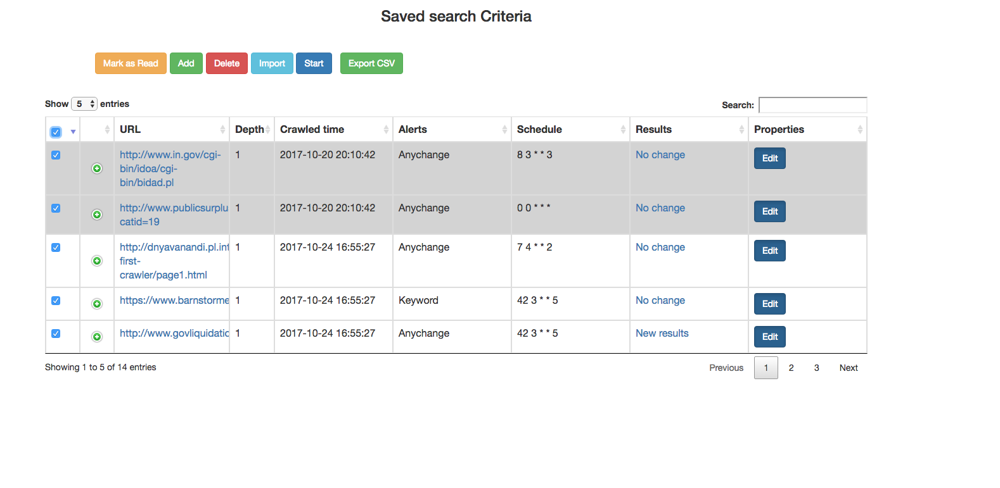 Saved search Criteria
Mark as Read Add Delete Import Start Export CSV
Show 5 entries Search:
URL Depth Crawled time Alerts Schedule Results Properties
http://www.in.gov/cgi- 1 2017-10-20 20:10:42 Anychange 8 3 * * 3 No change Edit
bin/idoa/cgi-
bin/bidad.pl
http://www.publicsurplu 1 2017-10-20 20:10:42 Anychange 0 0 * * * No change Edit
catid=19
http://dnyavanandi.pl.int 1 2017-10-24 16:55:27 Anychange 7 4 * * 2 No change Edit
first-
crawler/page1.html
https://www.barnstorme 1 2017-10-24 16:55:27 Keyword 42 3 * * 5 No change Edit
http://www.govliquidatio 1 2017-10-24 16:55:27 Anychange 42 3 * * 5 New results Edit
Showing 1 to 5 of 14 entries Previous 1 2 3 Next